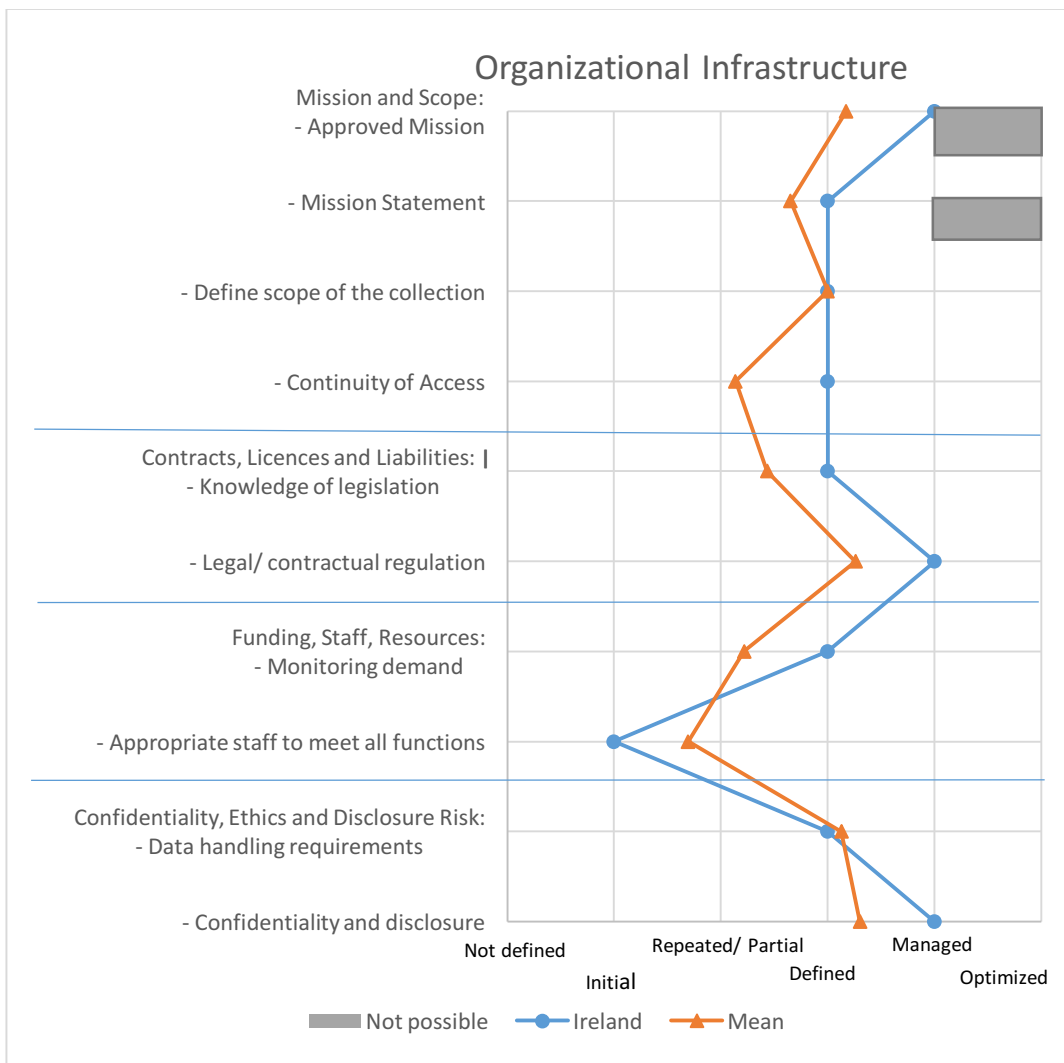 Organizational Infrastructure
Mission and Scope:
- Approved Mission
- Mission Statement
- Define scope of the collection
- Continuity of Access
Contracts, Licences and Liabilities: |
- Knowledge of legislation
- Legal/ contractual regulation
Funding, Staff, Resources:
- Monitoring demand
- Appropriate staff to meet all functions
Confidentiality, Ethics and Disclosure Risk:
- Data handling requirements
- Confidentiality and disclosure
Not defined
Initial
Repeated/ Partial
Defined
Managed
Optimized
Not possible
Ireland
Mean